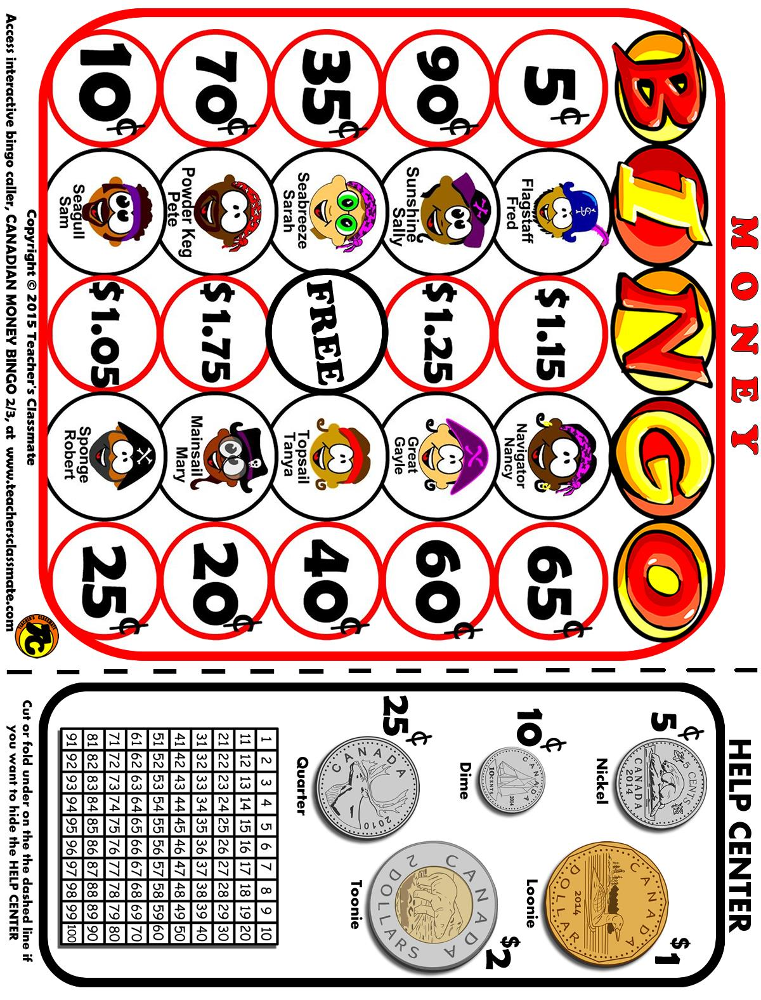 MONEY
BINGO
5¢
Flagstaff
Fred
$1.15
Navigator
Nancy
65¢
90¢
Sunshine
Sally
$1.25
Great
Gayle
60¢
35¢
Seabreeze
Sarah
FREE
Topsail
Tanya
40¢
70¢
Powder Keg
Pete
$1.75
Mainsail
Mary
20¢
10¢
Seagull
Sam
$1.05
Sponge
Robert
25¢
Copyright © 2015 Teacher's Classmate
Access interactive bingo caller, CANADIAN MONEY BINGO 2/3, at www.teachersclassmate.com
TEACHER'S CLASSMATE
TC
HELP CENTER
5¢
5 CENTS
CANADA
2014
Nickel
$1
CANADA
2014
DOLLAR
Loonie
10¢
CANADA
10 CENTS
2014
Dime
$2
CANADA
2 DOLLARS
Toonie
25¢
CANADA
2010
Quarter
1 2 3 4 5 6 7 8 9 10
11 12 13 14 15 16 17 18 19 20
21 22 23 24 25 26 27 28 29 30
31 32 33 34 35 36 37 38 39 40
41 42 43 44 45 46 47 48 49 50
51 52 53 54 55 56 57 58 59 60
61 62 63 64 65 66 67 68 69 70
71 72 73 74 75 76 77 78 79 80
81 82 83 84 85 86 87 88 89 90
91 92 93 94 95 96 97 98 99 100
Cut or fold under on the the dashed line if
you want to hide the HELP CENTER